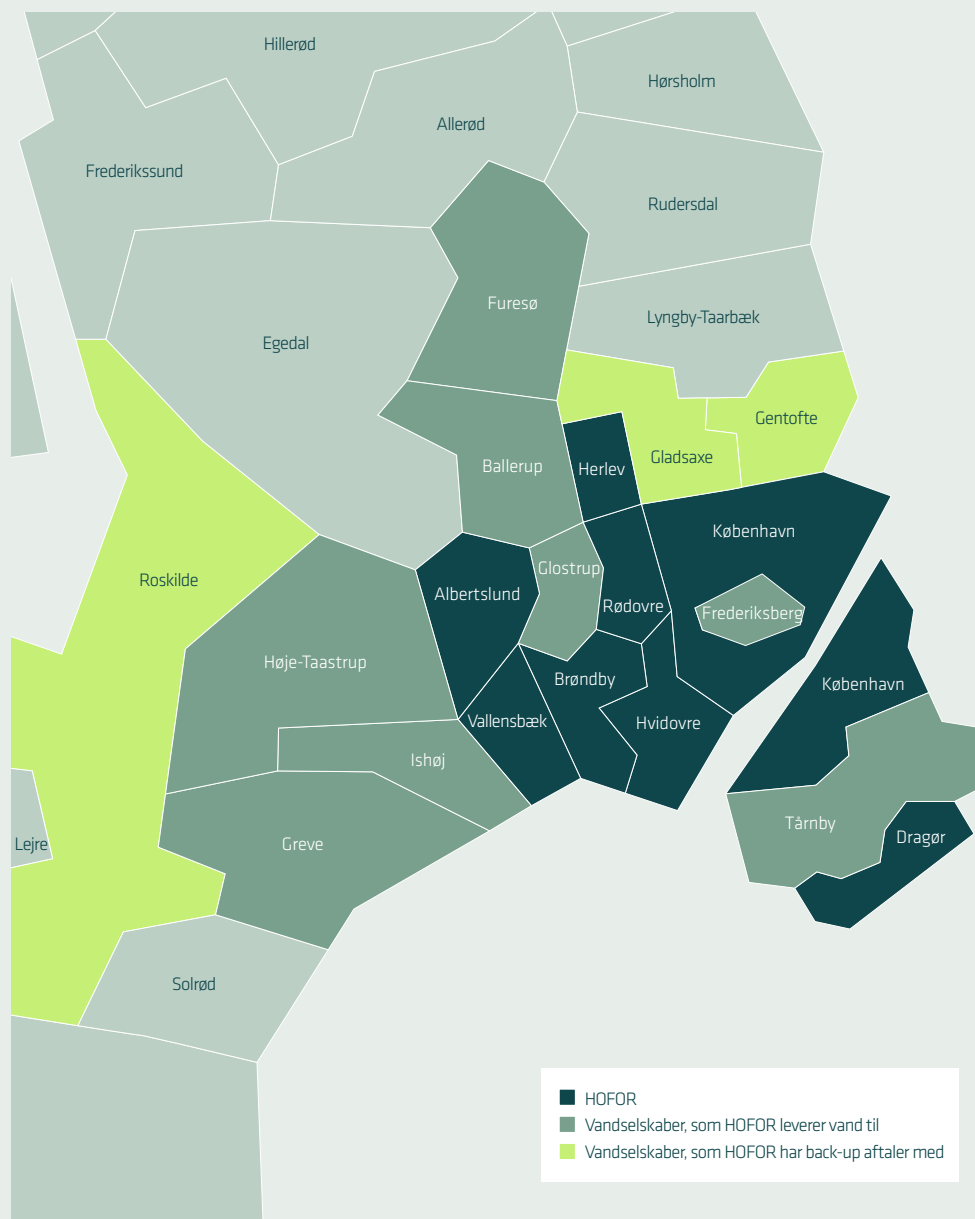 Hillerød
Hørsholm
Allerød
Frederikssund
Rudersdal
Furesø
Lyngby-Taarbæk
Egedal
Gentofte
Gladsaxe
Ballerup
Herlev
København
Glostrup
Roskilde
Albertslund
Rødovre
Frederiksberg
Høje-Taastrup
Brøndby
København
Vallensbæk
Hvidovre
Ishøj
Tårnby
Dragør
Lejre
Greve
Solrød
HOFOR
Vandselskaber, som HOFOR leverer vand til
Vandselskaber, som HOFOR har back-up aftaler med